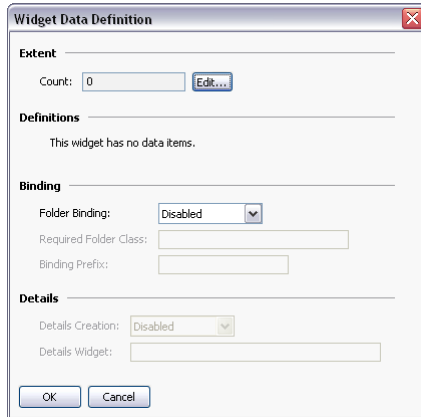 Widget Data Definition
Extent
Count: 0 Edit...
Definitions
This widget has no data items.
Binding
Folder Binding: Disabled
Required Folder Class:
Binding Prefix:
Details
Details Creation: Disabled
Details Widget:
OK Cancel